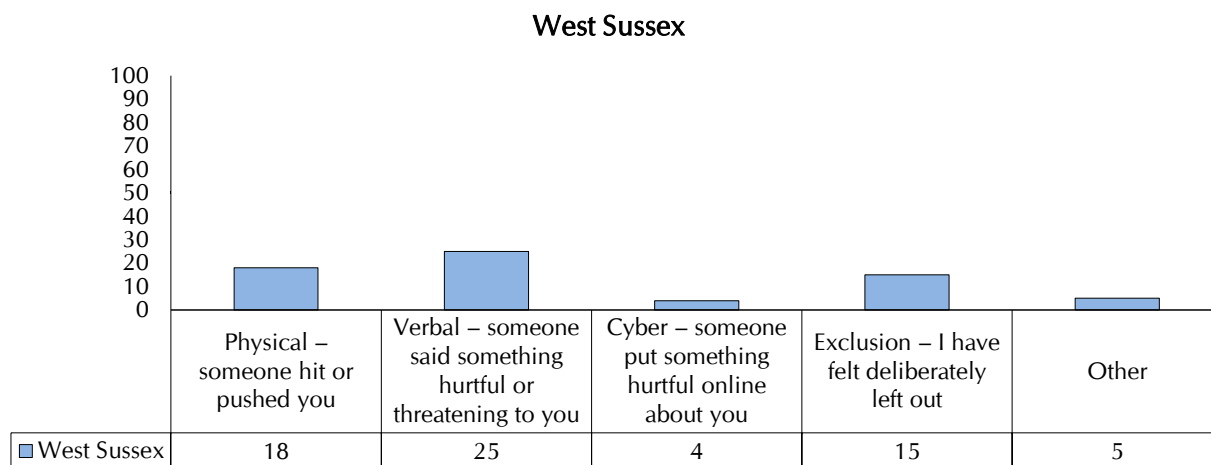 West Sussex
100
90
80
70
60
50
40
30
20
10
0
Physical –
someone hit or
pushed you
Verbal – someone
said something
hurtful or
threatening to you
Cyber – someone
put something
hurtful online
about you
Exclusion – I have
felt deliberately
left out
Other
West Sussex 18 25 4 15 5